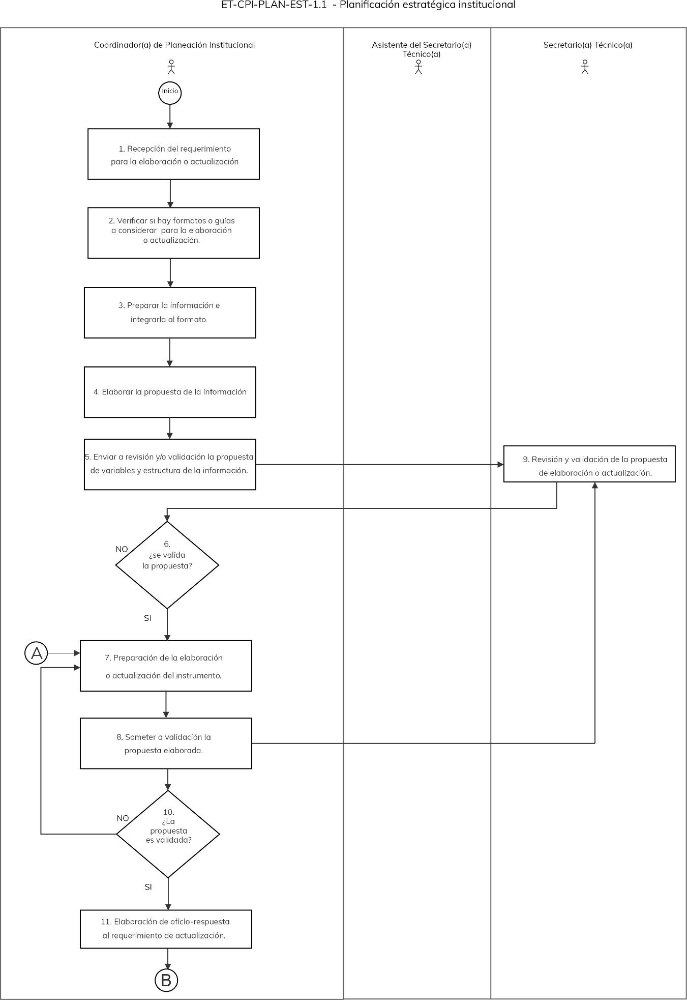 ET-CPI-PLAN-EST-1.1 - Planificación estratégica institucional
Coordinador(a) de Planeación Institucional
Asistente del Secretario(a)
Técnico(a)
Secretario(a) Técnico(a)
Inicio
1. Recepción del requerimiento
para la elaboración o actualización
2. Verificar si hay formatos o guías
a considerar para la elaboración
o actualización.
3. Preparar la información e
integrarla al formato.
4. Elaborar la propuesta de la información
5. Enviar a revisión y/o validación la propuesta
de variables y estructura de la información.
9. Revisión y validación de la propuesta
de elaboración o actualización.
6.
¿se valida
la propuesta?
NO
SI
A
7. Preparación de la elaboración
o actualización del instrumento.
8. Someter a validación la
propuesta elaborada.
10.
¿La
propuesta
es validada?
NO
SI
11. Elaboración de oficio-respuesta
al requerimiento de actualización.
B